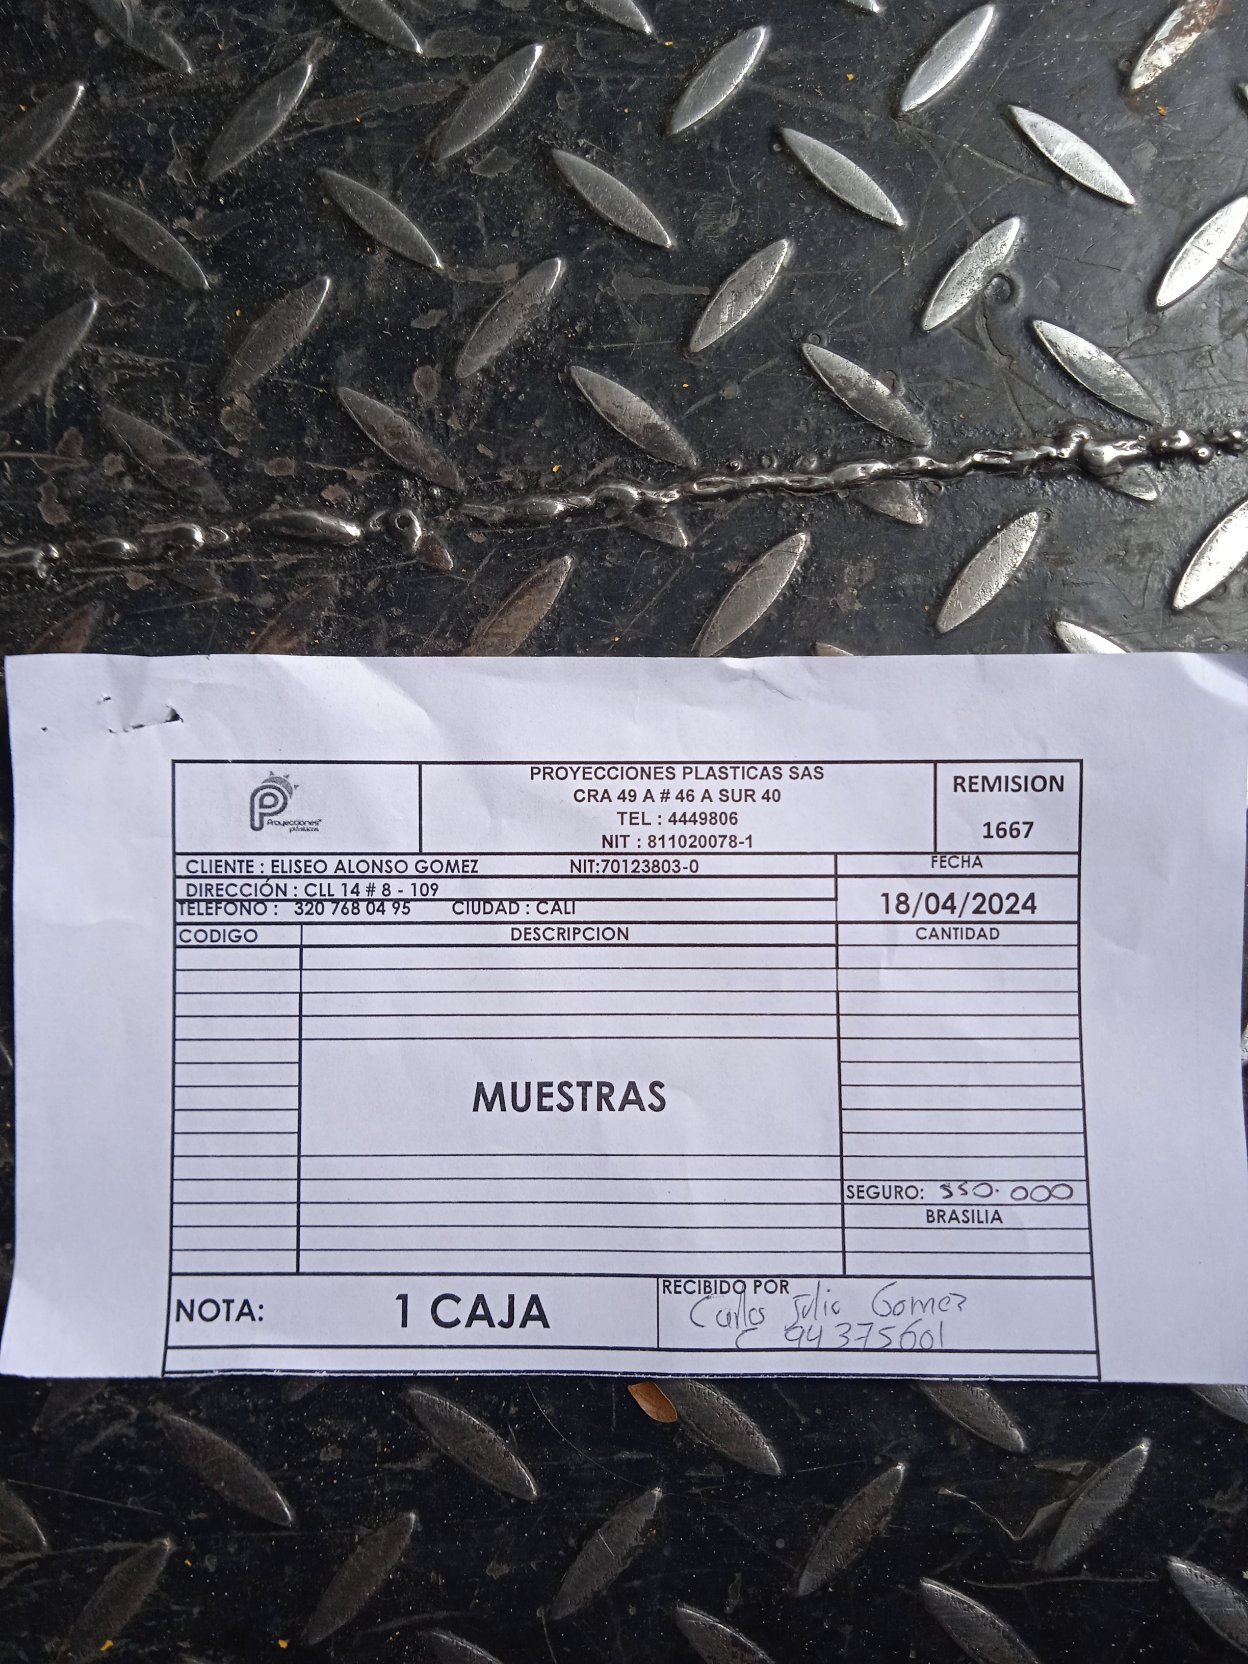 Proyecciones
plásticas
PROYECCIONES PLASTICAS SAS
CRA 49 A # 46 A SUR 40
TEL : 4449806
NIT : 811020078-1
REMISION
1667
CLIENTE : ELISEO ALONSO GOMEZ NIT:70123803-0
FECHA
DIRECCIÓN : CLL 14 # 8 - 109
TELEFONO : 320 768 04 95 CIUDAD : CALI
18/04/2024
CODIGO DESCRIPCION CANTIDAD
MUESTRAS
SEGURO: 550.000
BRASILIA
NOTA: 1 CAJA
RECIBIDO POR
Carlos Julio Gomez
C 94375601